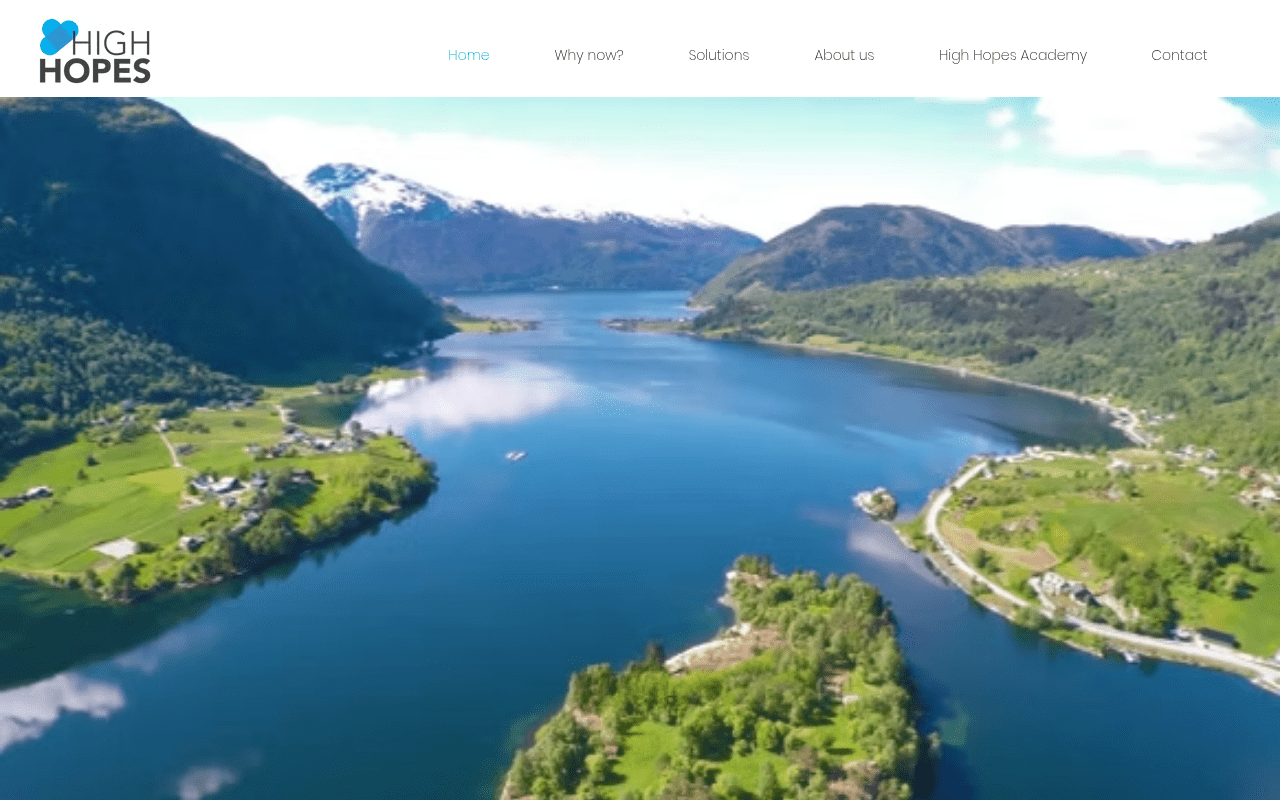 HIGH
HOPES
Home
Why now?
Solutions
About us
High Hopes Academy
Contact